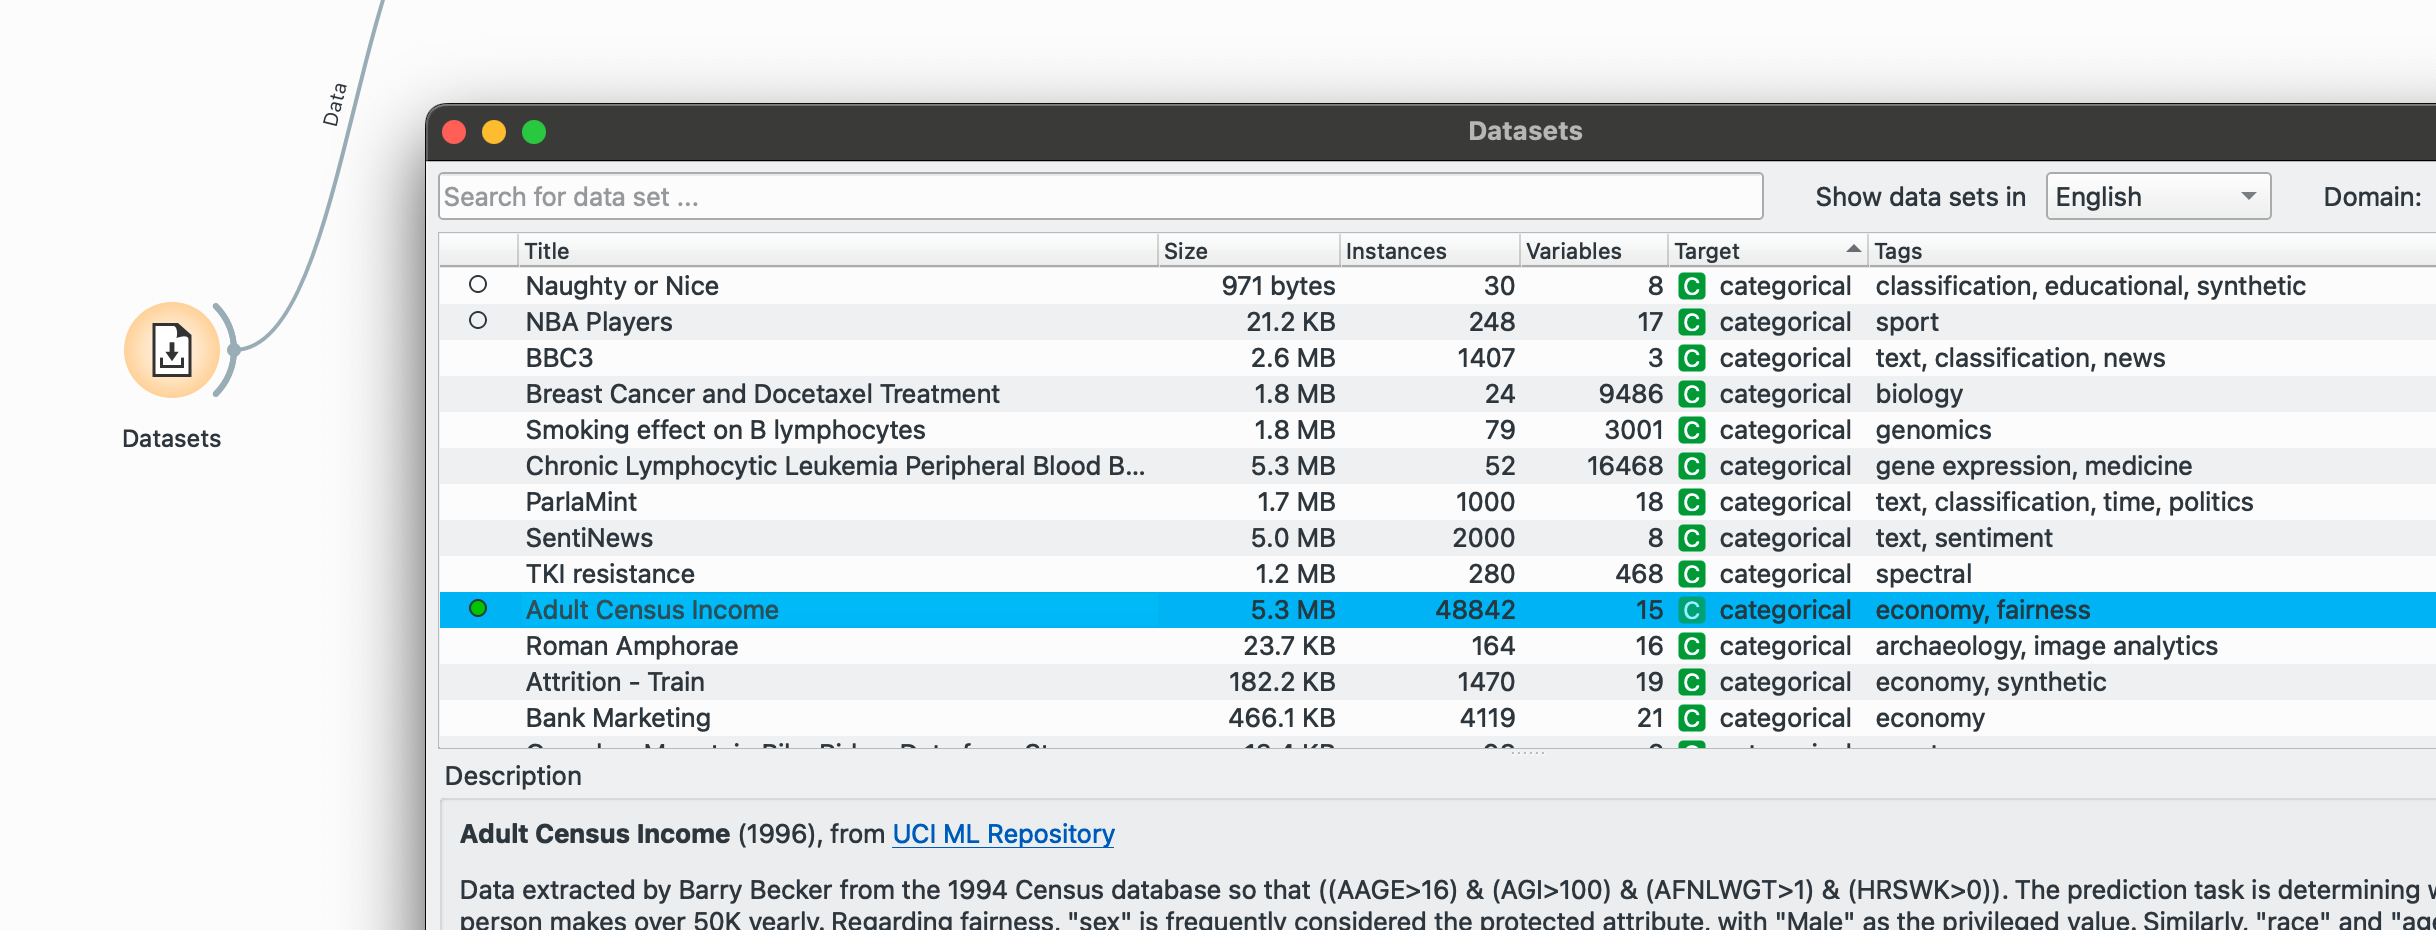 Data
Datasets
Datasets
Search for data set ...
Show data sets in English Domain:
Title Size Instances Variables Target Tags
Naughty or Nice 971 bytes 30 8 C categorical classification, educational, synthetic
NBA Players 21.2 KB 248 17 C categorical sport
BBC3 2.6 MB 1407 3 C categorical text, classification, news
Breast Cancer and Docetaxel Treatment 1.8 MB 24 9486 C categorical biology
Smoking effect on B lymphocytes 1.8 MB 79 3001 C categorical genomics
Chronic Lymphocytic Leukemia Peripheral Blood B... 5.3 MB 52 16468 C categorical gene expression, medicine
ParlaMint 1.7 MB 1000 18 C categorical text, classification, time, politics
SentiNews 5.0 MB 2000 8 C categorical text, sentiment
TKI resistance 1.2 MB 280 468 C categorical spectral
Adult Census Income 5.3 MB 48842 15 C categorical economy, fairness
Roman Amphorae 23.7 KB 164 16 C categorical archaeology, image analytics
Attrition - Train 182.2 KB 1470 19 C categorical economy, synthetic
Bank Marketing 466.1 KB 4119 21 C categorical economy
Description
Adult Census Income (1996), from UCI ML Repository
Data extracted by Barry Becker from the 1994 Census database so that ((AAGE>16) & (AGI>100) & (AFNLWGT>1) & (HRSWK>0)). The prediction task is determining
person makes over 50K yearly. Regarding fairness, "sex" is frequently considered the protected attribute, with "Male" as the privileged value. Similarly, "race" and